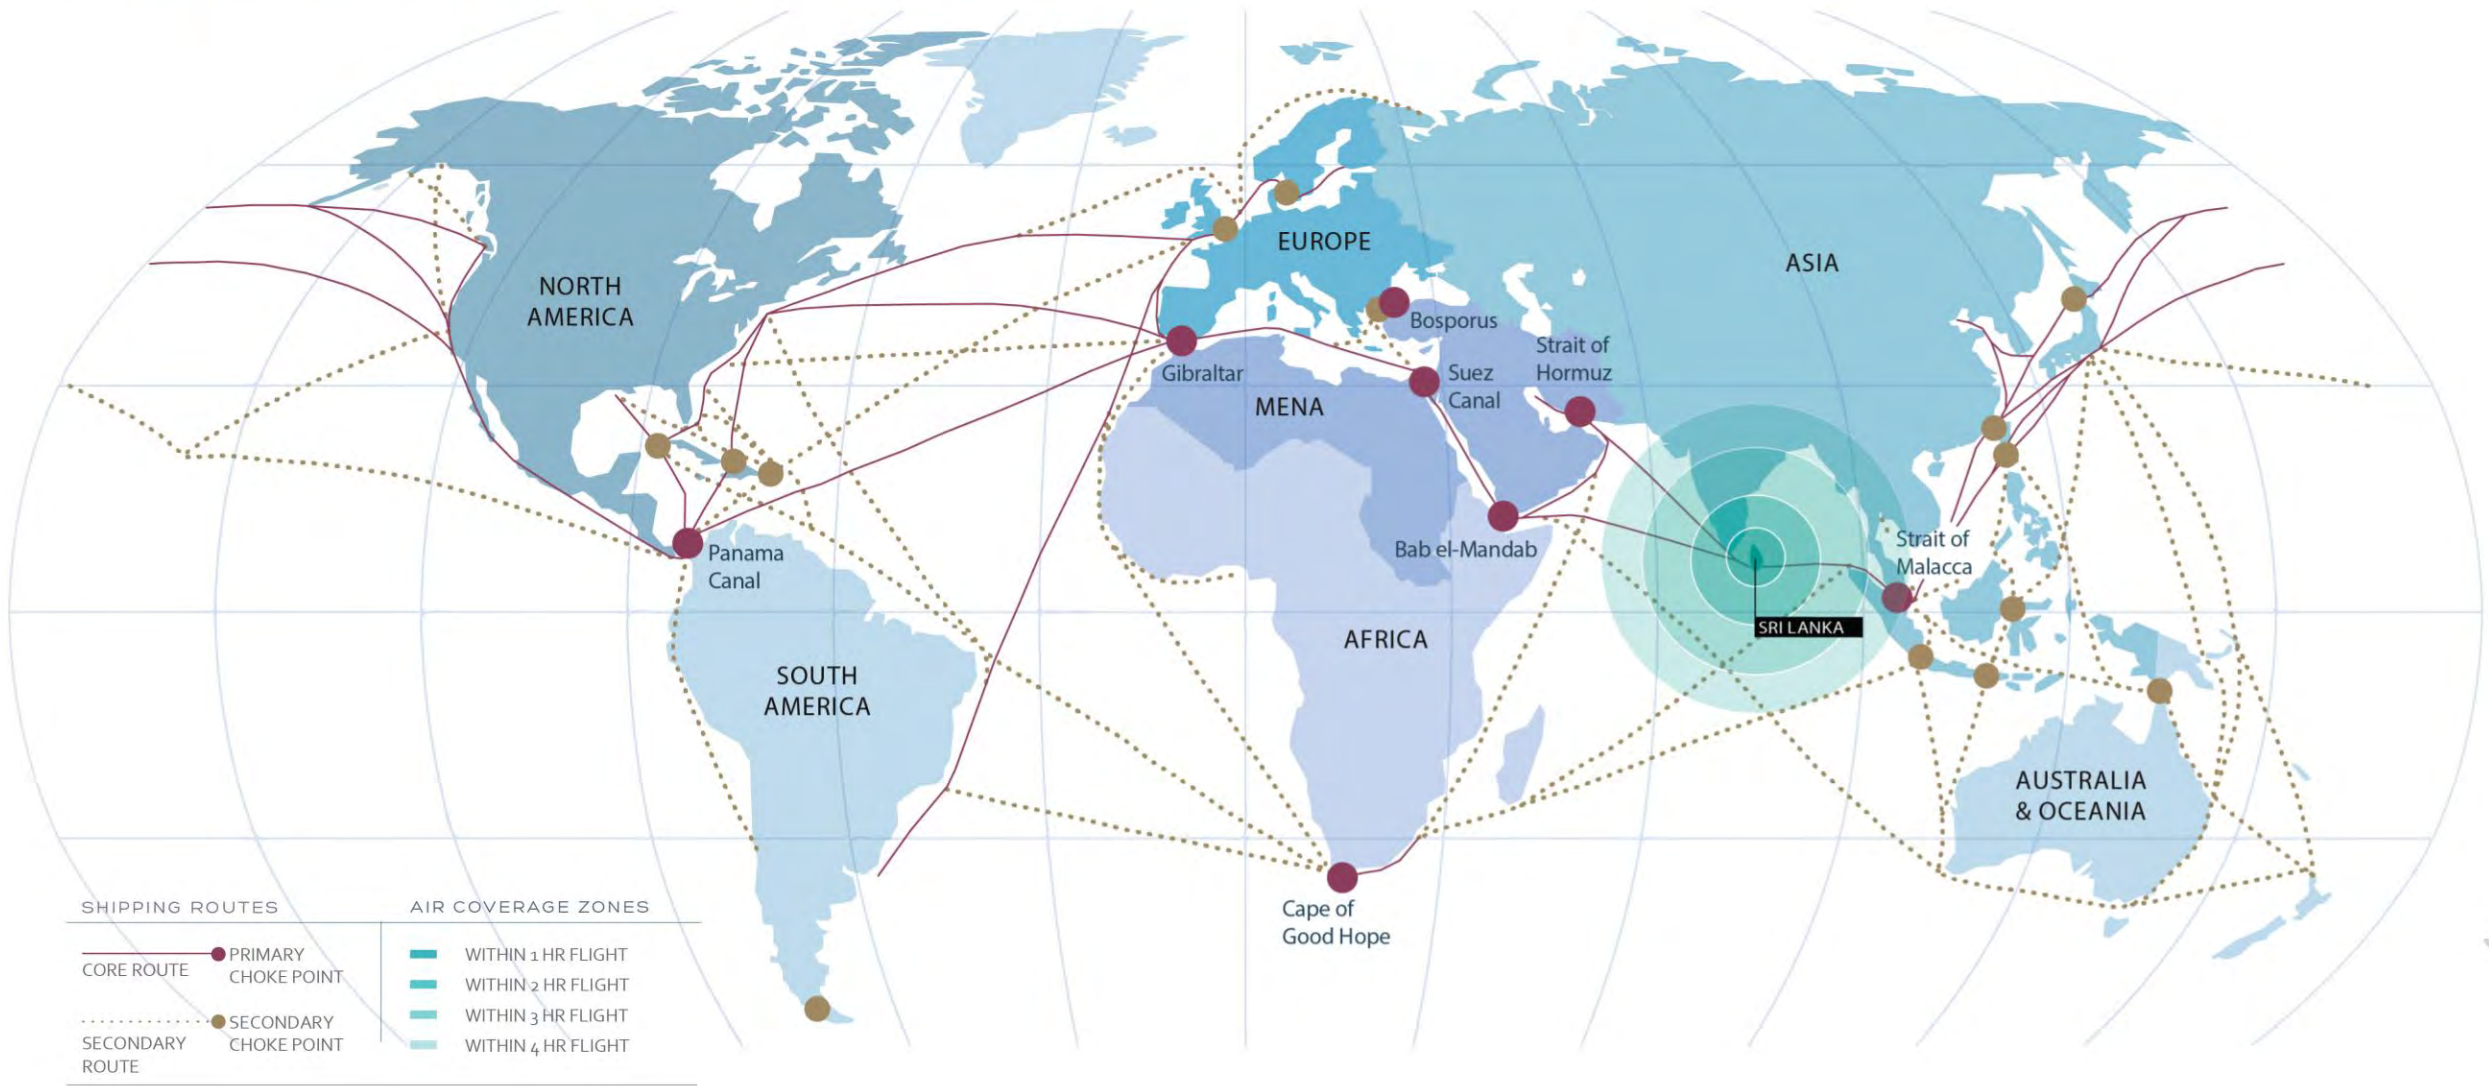 NORTH
AMERICA
EUROPE
ASIA
Bosporus
Strait of
Hormuz
Gibraltar
Suez
Canal
MENA
Panama
Canal
Bab el-Mandab
Strait of
Malacca
SRI LANKA
AFRICA
SOUTH
AMERICA
AUSTRALIA
& OCEANIA
Cape of
Good Hope
SHIPPING ROUTES
CORE ROUTE
PRIMARY
CHOKE POINT
SECONDARY
ROUTE
SECONDARY
CHOKE POINT
AIR COVERAGE ZONES
WITHIN 1 HR FLIGHT
WITHIN 2 HR FLIGHT
WITHIN 3 HR FLIGHT
WITHIN 4 HR FLIGHT